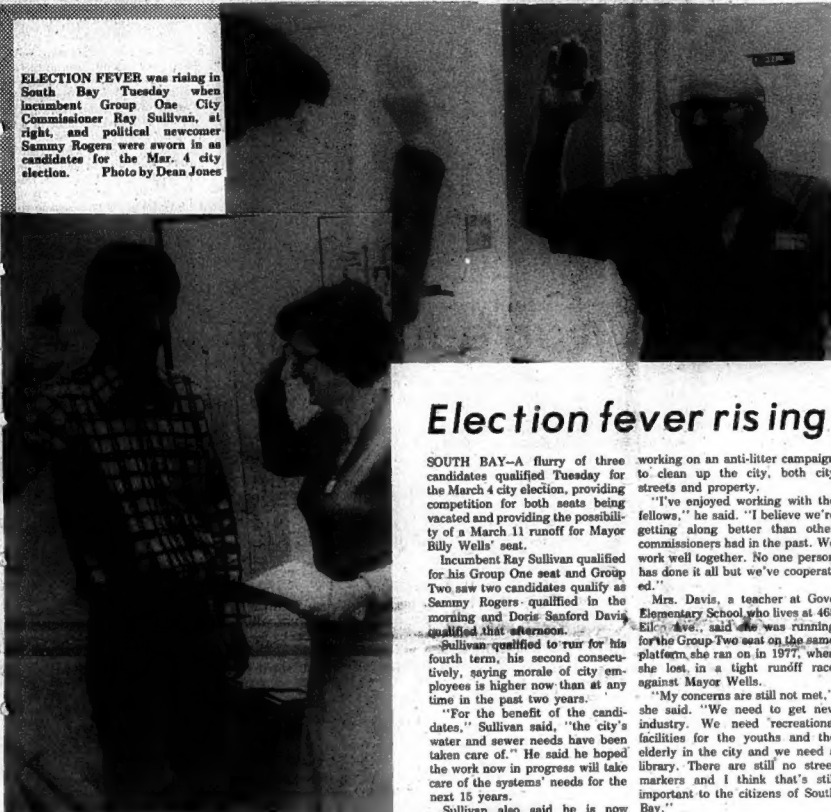 ELECTION FEVER was rising in
South Bay Tuesday when
incumbent Group One City
Commissioner Ray Sullivan, at
right, and political newcomer
Sammy Rogers were sworn in as
candidates for the Mar. 4 city
election. Photo by Dean Jones
Election fever rising
SOUTH BAY—A flurry of three
candidates qualified Tuesday for
the March 4 city election, providing
competition for both seats being
vacated and providing the possibili-
ty of a March 11 runoff for Mayor
Billy Wells' seat.
Incumbent Ray Sullivan qualified
for his Group One seat and Group
Two saw two candidates qualify as
Sammy Rogers qualified in the
morning and Doris Sanford Davis
qualified that afternoon.
Sullivan qualified to run for his
fourth term, his second consecu-
tively, saying morale of city em-
ployees is higher now than at any
time in the past two years.
"For the benefit of the candi-
dates," Sullivan said, "the city's
water and sewer needs have been
taken care of." He said he hoped
the work now in progress will take
care of the systems' needs for the
next 15 years.
Sullivan also said he is now
working on an anti-litter campaign
to clean up the city, both city
streets and property.
"I've enjoyed working with the
fellows," he said. "I believe we're
getting along better than other
commissioners had in the past. We
work well together. No one person
has done it all but we've cooperat-
ed."
Mrs. Davis, a teacher at Gove
Elementary School who lives at
Ave., said she was running
for the Group Two seat on the same
platform she ran on in 1977, when
she lost in a tight runoff race
against Mayor Wells.
"My concerns are still not met,"
she said. "We need to get new
industry. We need recreational
facilities for the youths and the
elderly in the city and we need a
library. There are still no street
markers and I think that's still
important to the citizens of South
Bay."